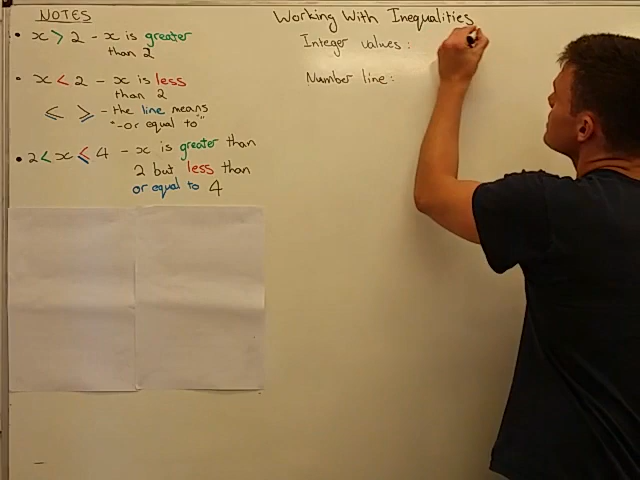 NOTES
• x > 2 - x is greater
than 2
• x < 2 - x is less
than 2
≤ ≥ - the line means
"-or equal to"
• 2 < x ≤ 4 - x is greater than
2 but less than
or equal to 4
Working With Inequalities
Integer values:
Number line: